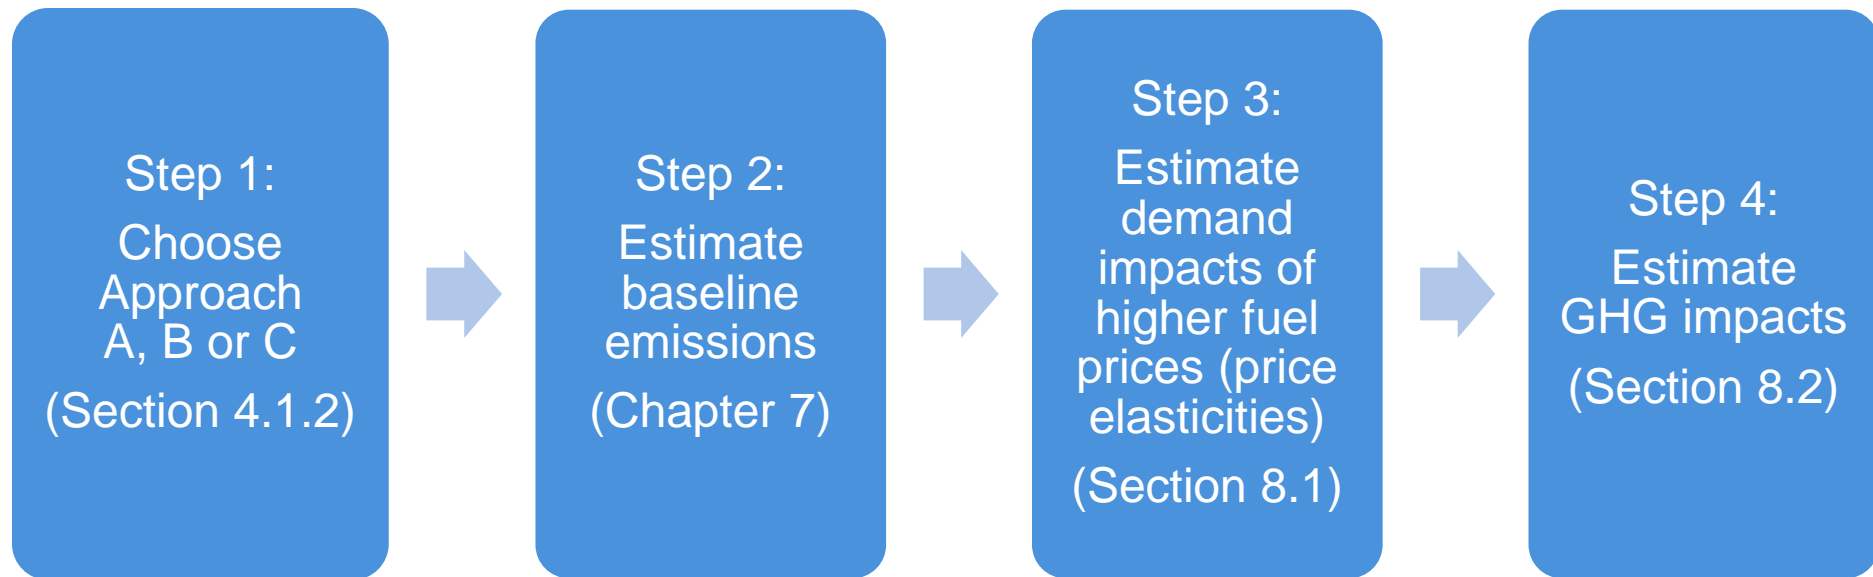 Step 1:
Choose
Approach
A, B or C
(Section 4.1.2)
Step 2:
Estimate
baseline
emissions
(Chapter 7)
Step 3:
Estimate
demand
impacts of
higher fuel
prices (price
elasticities)
(Section 8.1)
Step 4:
Estimate
GHG impacts
(Section 8.2)